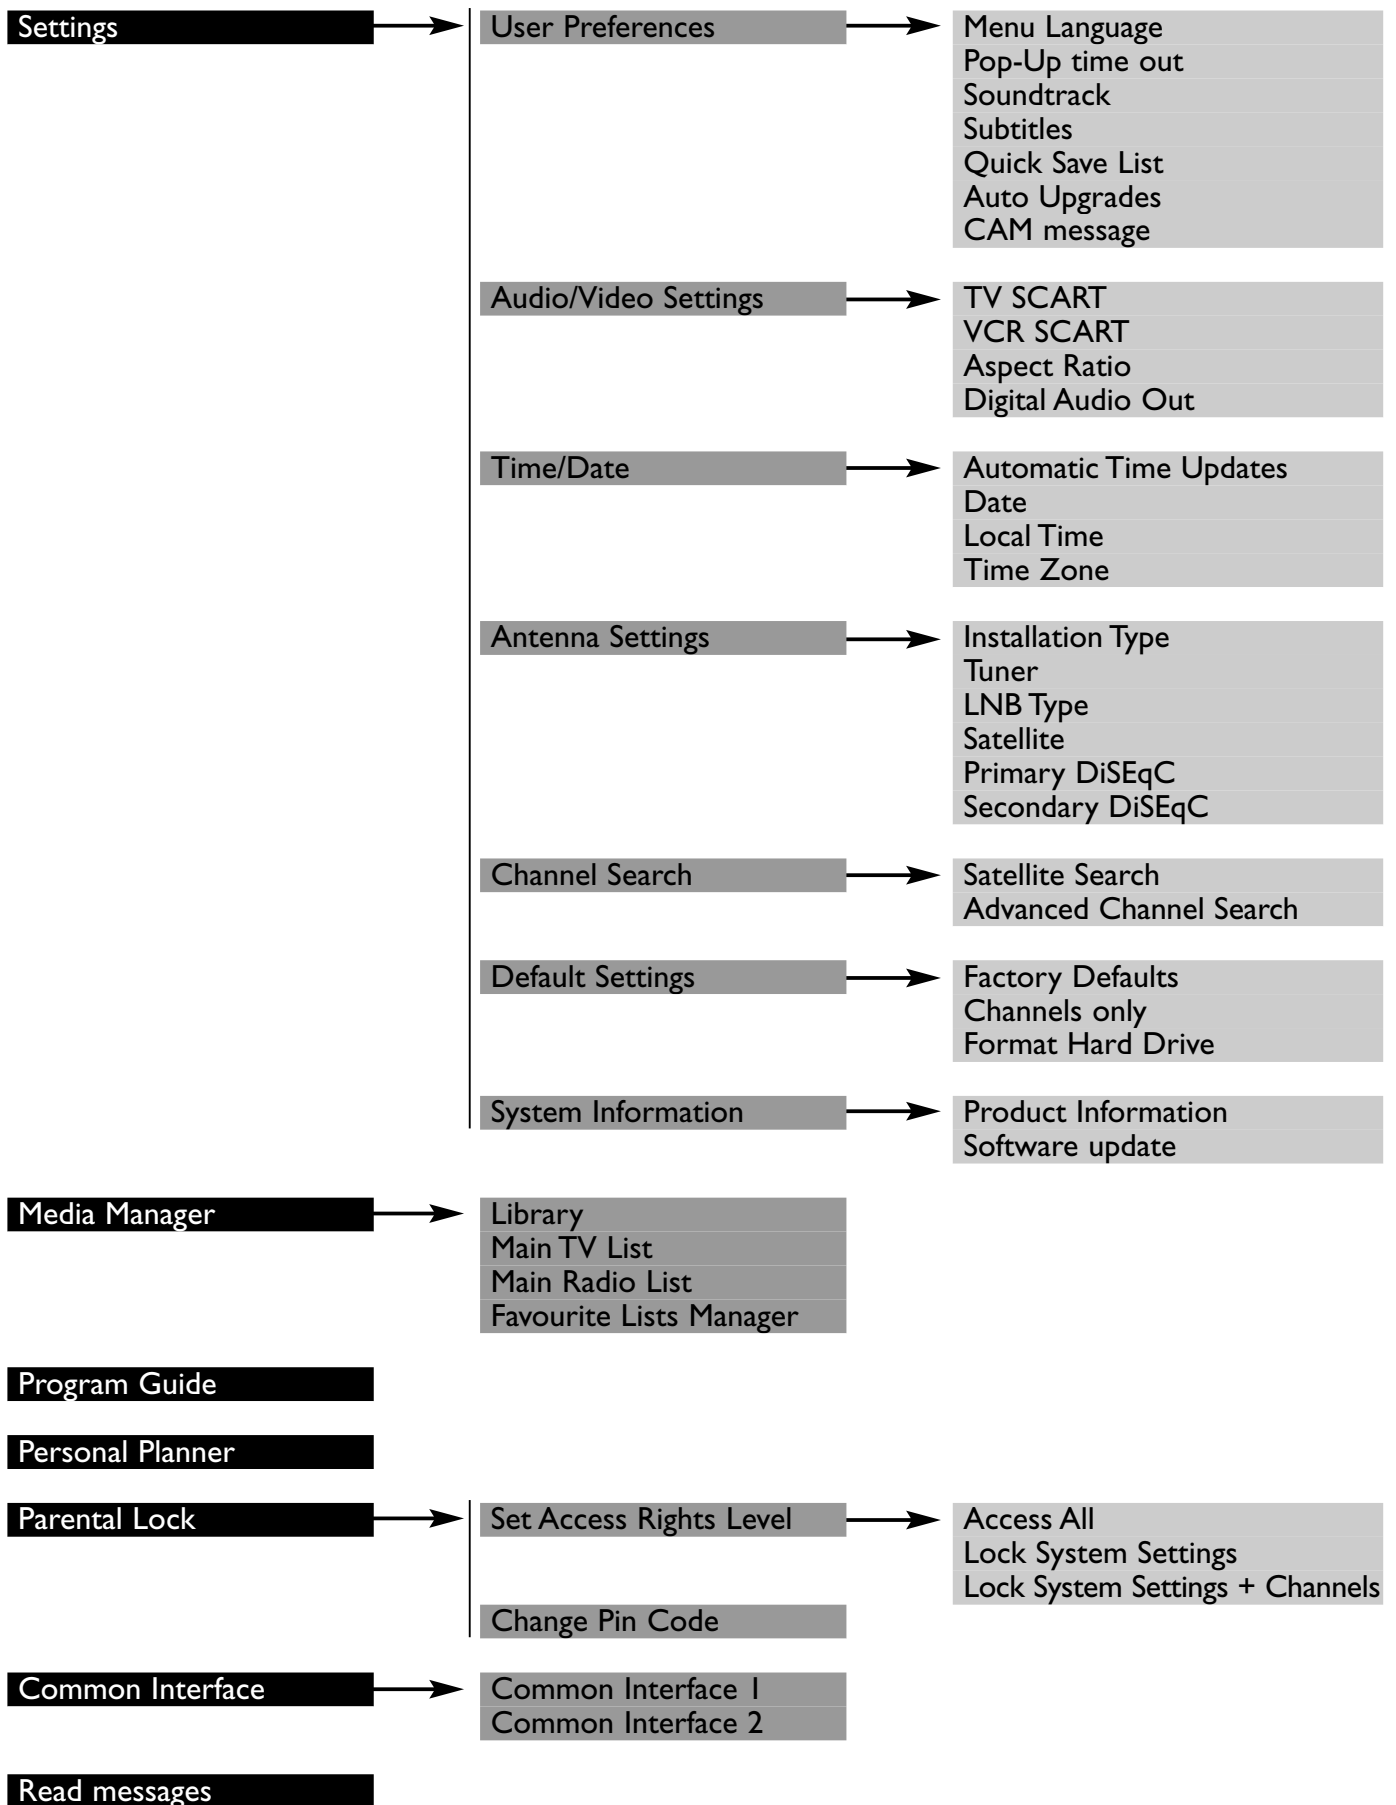 Settings
User Preferences
Menu Language
Pop-Up time out
Soundtrack
Subtitles
Quick Save List
Auto Upgrades
CAM message
Audio/Video Settings
TV SCART
VCR SCART
Aspect Ratio
Digital Audio Out
Time/Date
Automatic Time Updates
Date
Local Time
Time Zone
Antenna Settings
Installation Type
Tuner
LNB Type
Satellite
Primary DiSEqC
Secondary DiSEqC
Channel Search
Satellite Search
Advanced Channel Search
Default Settings
Factory Defaults
Channels only
Format Hard Drive
System Information
Product Information
Software update
Media Manager
Library
Main TV List
Main Radio List
Favourite Lists Manager
Program Guide
Personal Planner
Parental Lock
Set Access Rights Level
Access All
Lock System Settings
Lock System Settings + Channels
Change Pin Code
Common Interface
Common Interface 1
Common Interface 2
Read messages